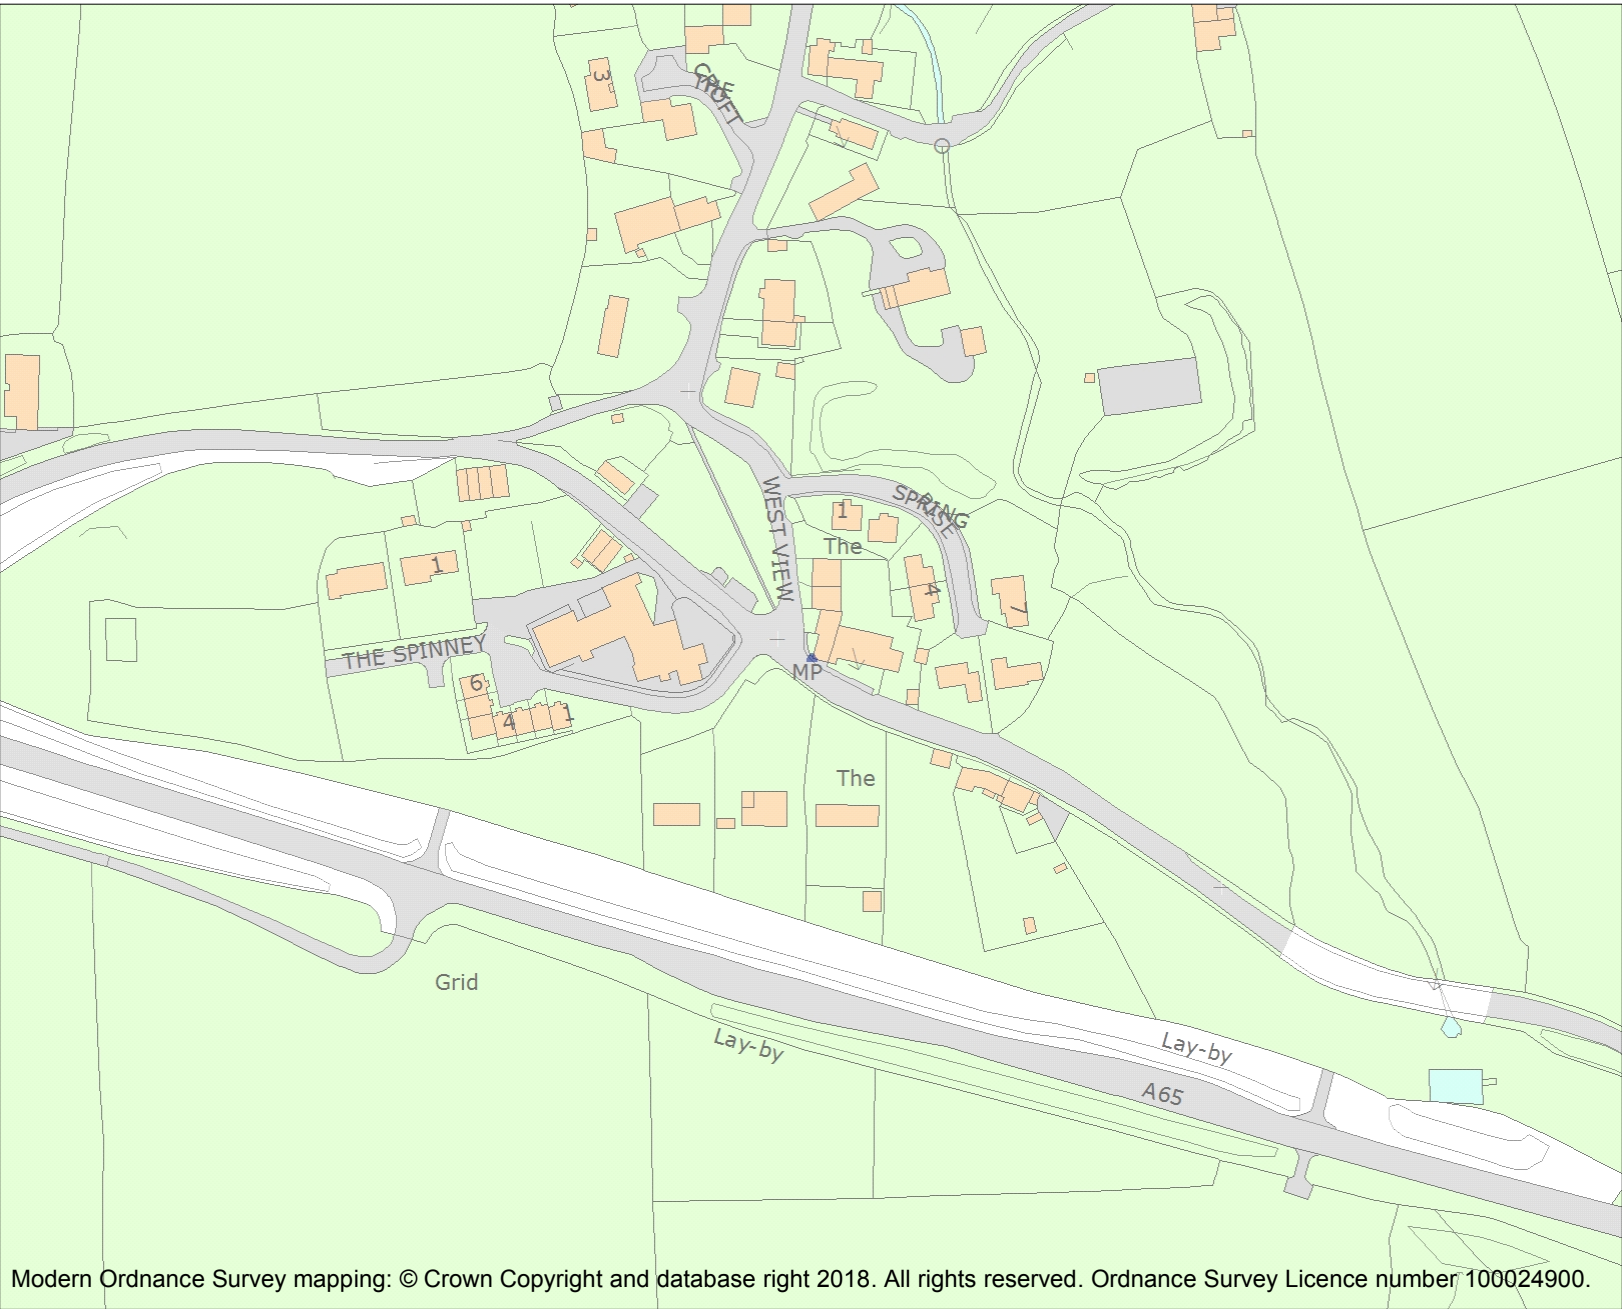 3
THE
CROFT
WEST VIEW
SPRING
RISE
1
The
1
4
7
THE SPINNEY
MP
6
4
1
The
Grid
Lay-by
Lay-by
A65
Modern Ordnance Survey mapping: © Crown Copyright and database right 2018. All rights reserved. Ordnance Survey Licence number 100024900.